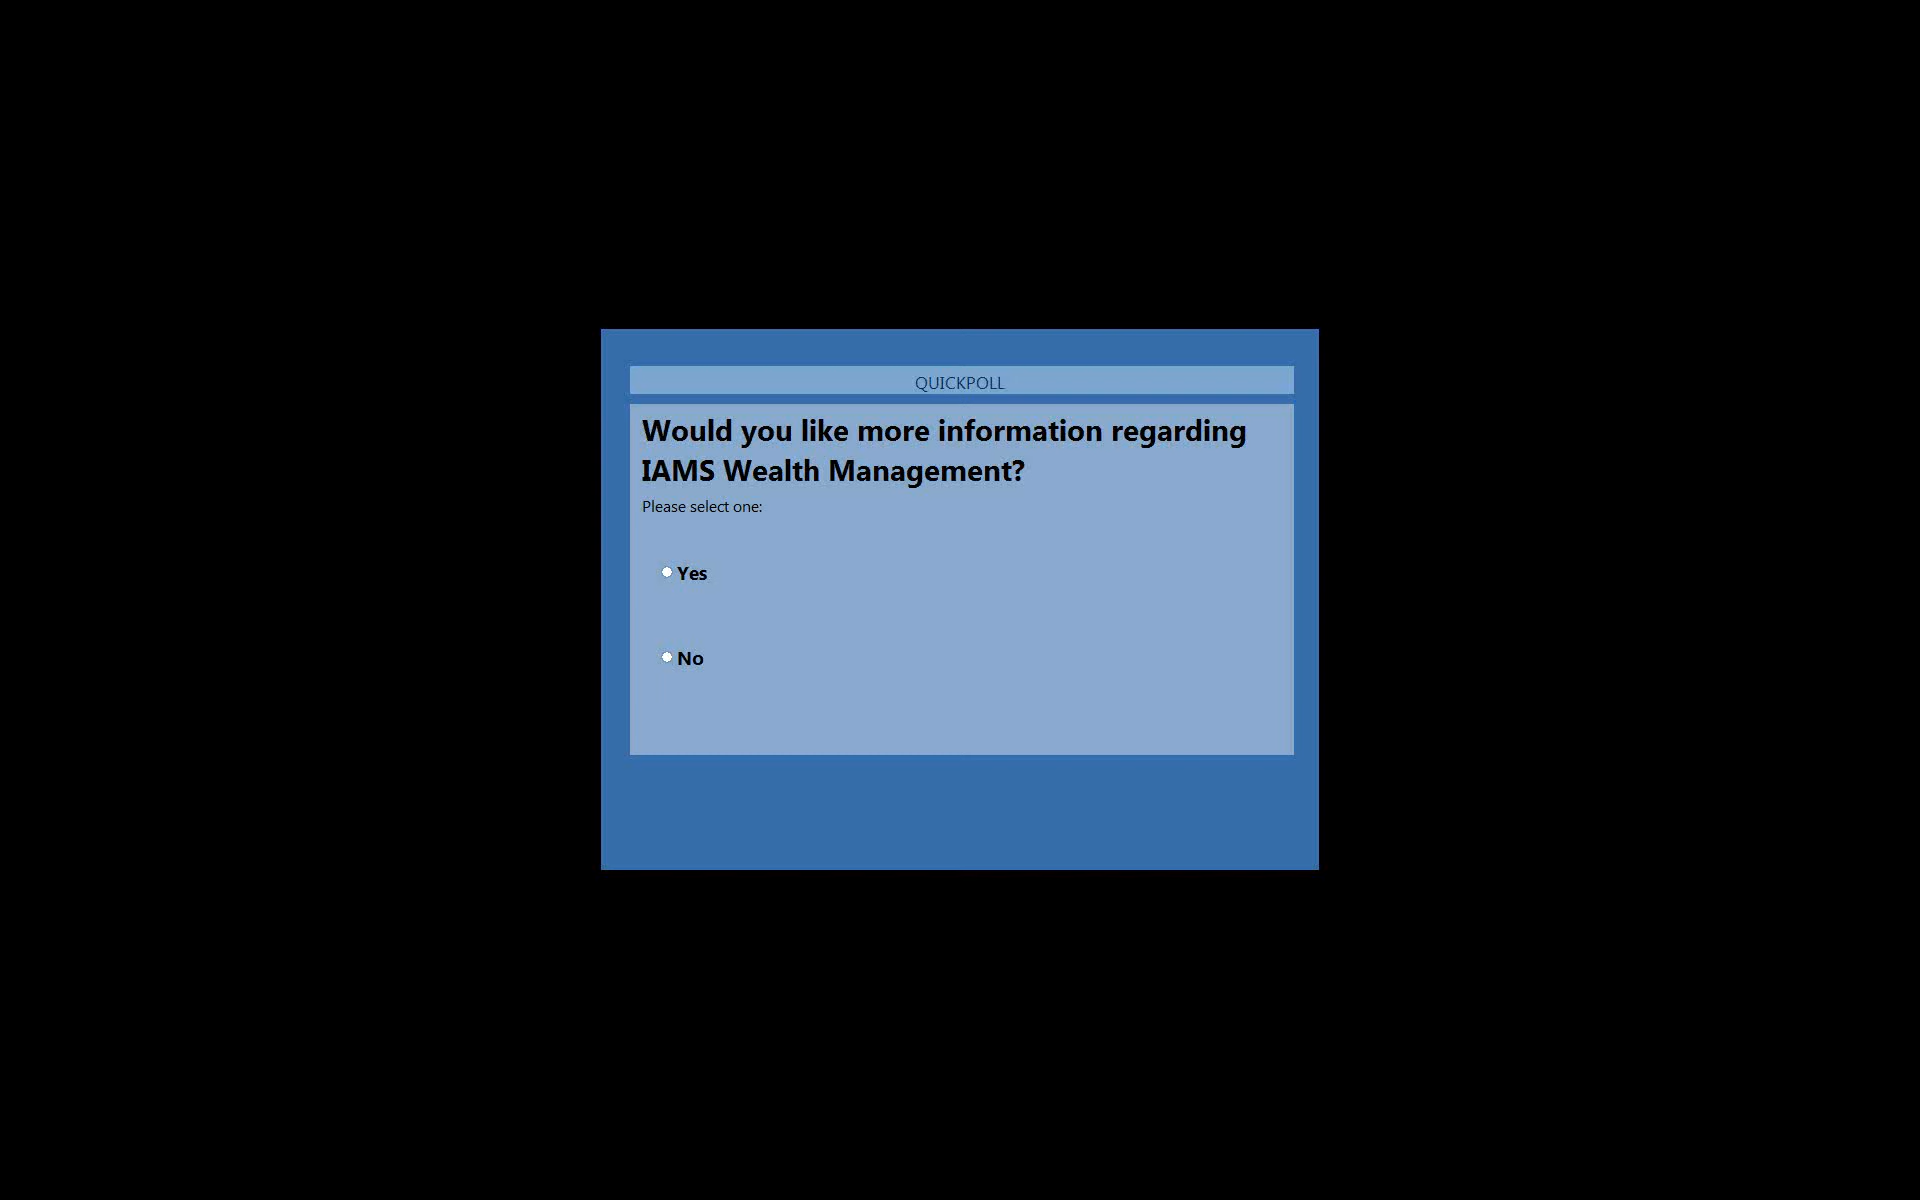 QUICKPOLL
Would you like more information regarding
IAMS Wealth Management?
Please select one:
Yes
No